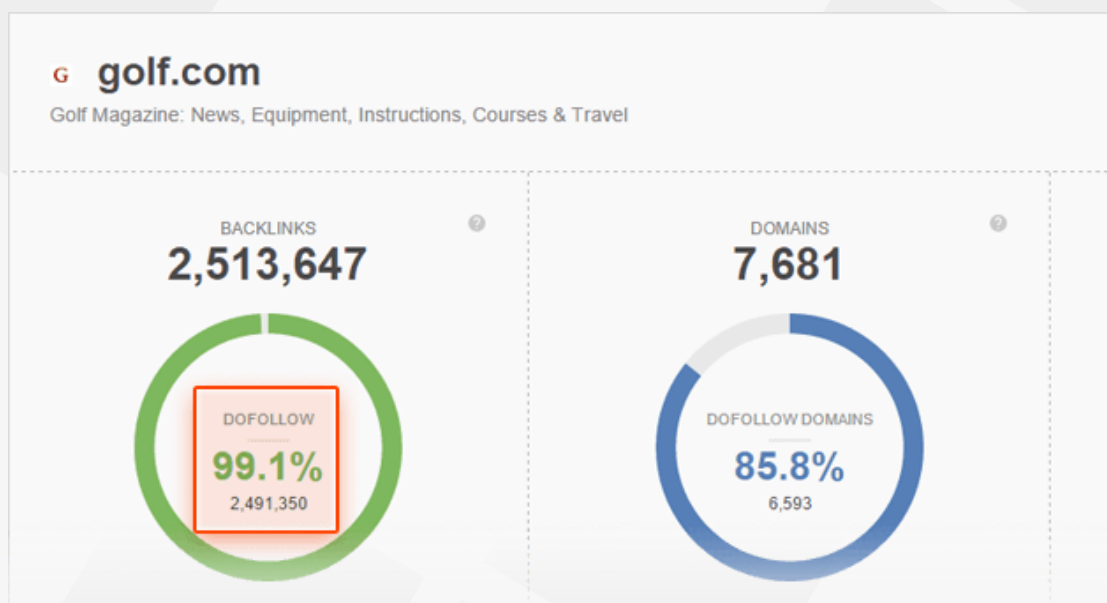 G golf.com
Golf Magazine: News, Equipment, Instructions, Courses & Travel
BACKLINKS
?
2,513,647
DOFOLLOW
99.1%
2,491,350
DOMAINS
?
7,681
DOFOLLOW DOMAINS
85.8%
6,593